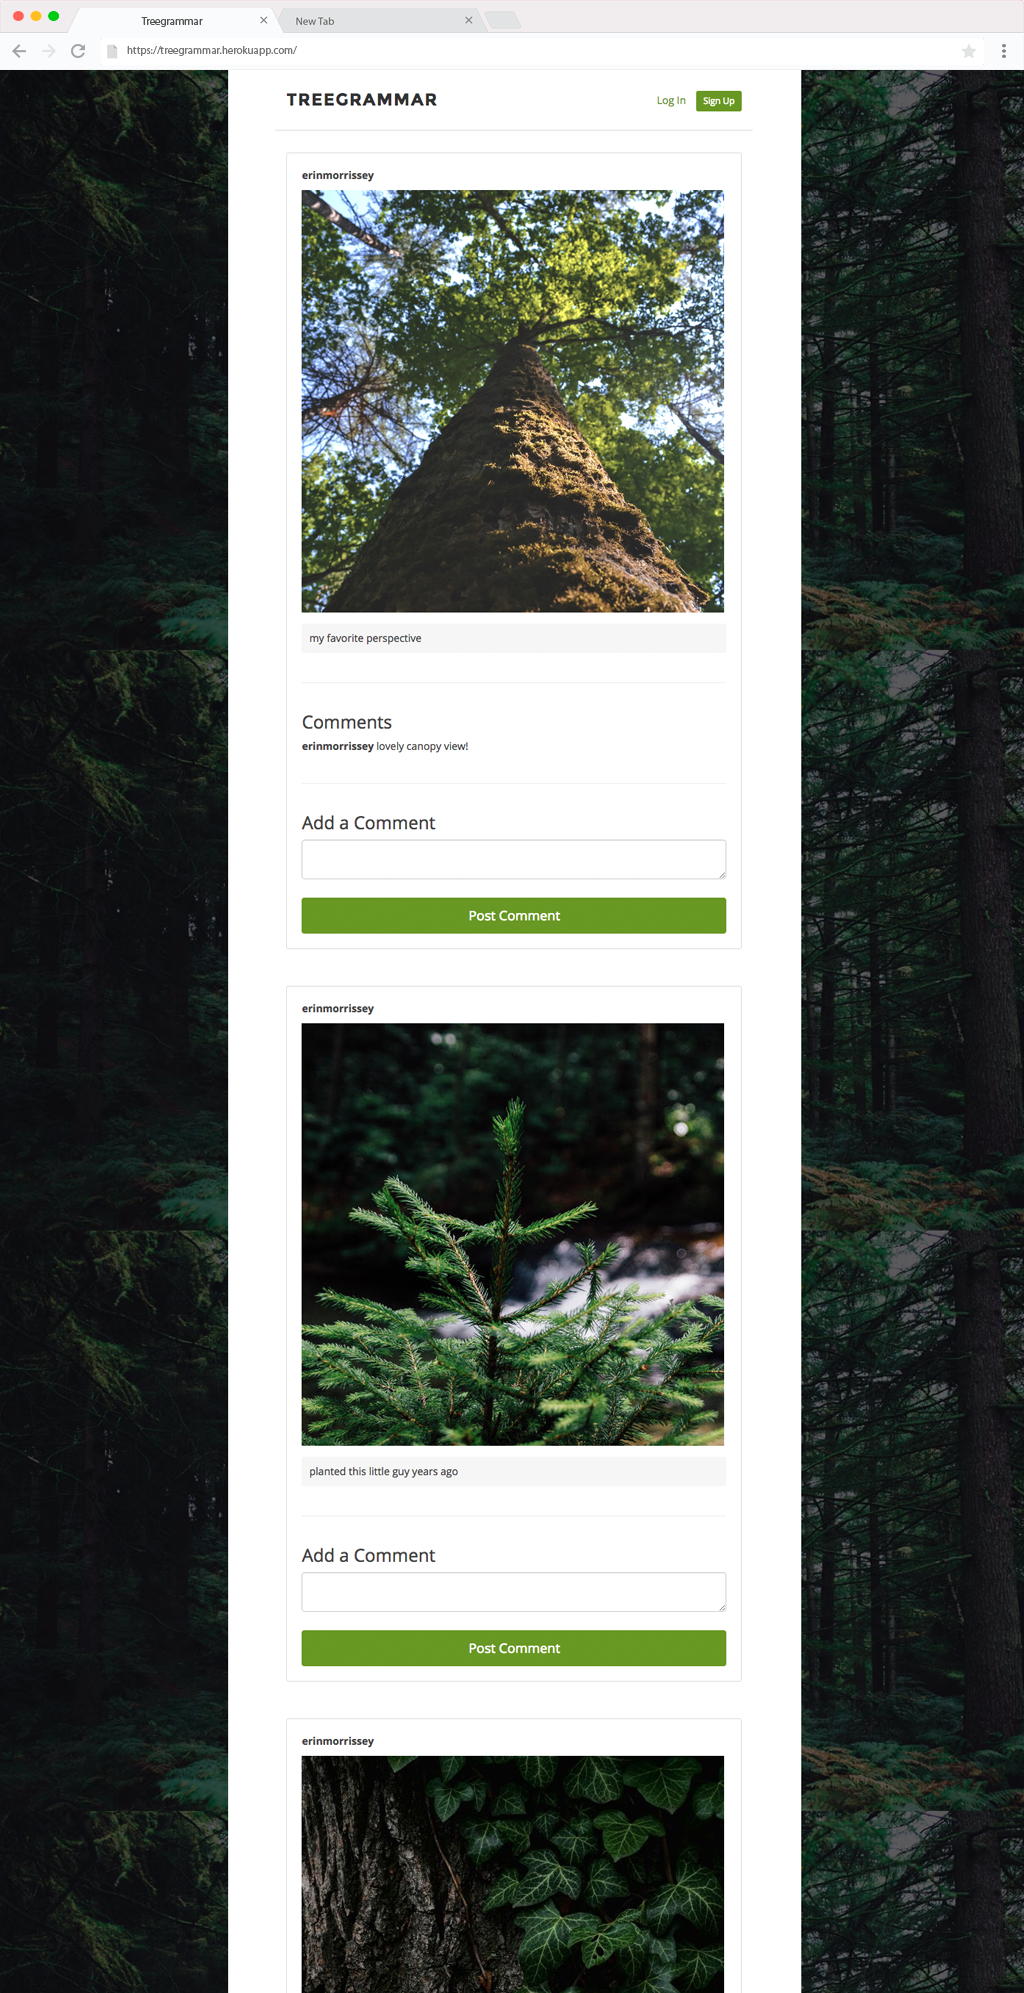 Treegrammar
New Tab
https://treegrammar.herokuapp.com/
TREEGRAMMAR
Log In
Sign Up
erinmorrissey
my favorite perspective
Comments
erinmorrissey lovely canopy view!
Add a Comment
Post Comment
erinmorrissey
planted this little guy years ago
Add a Comment
Post Comment
erinmorrissey